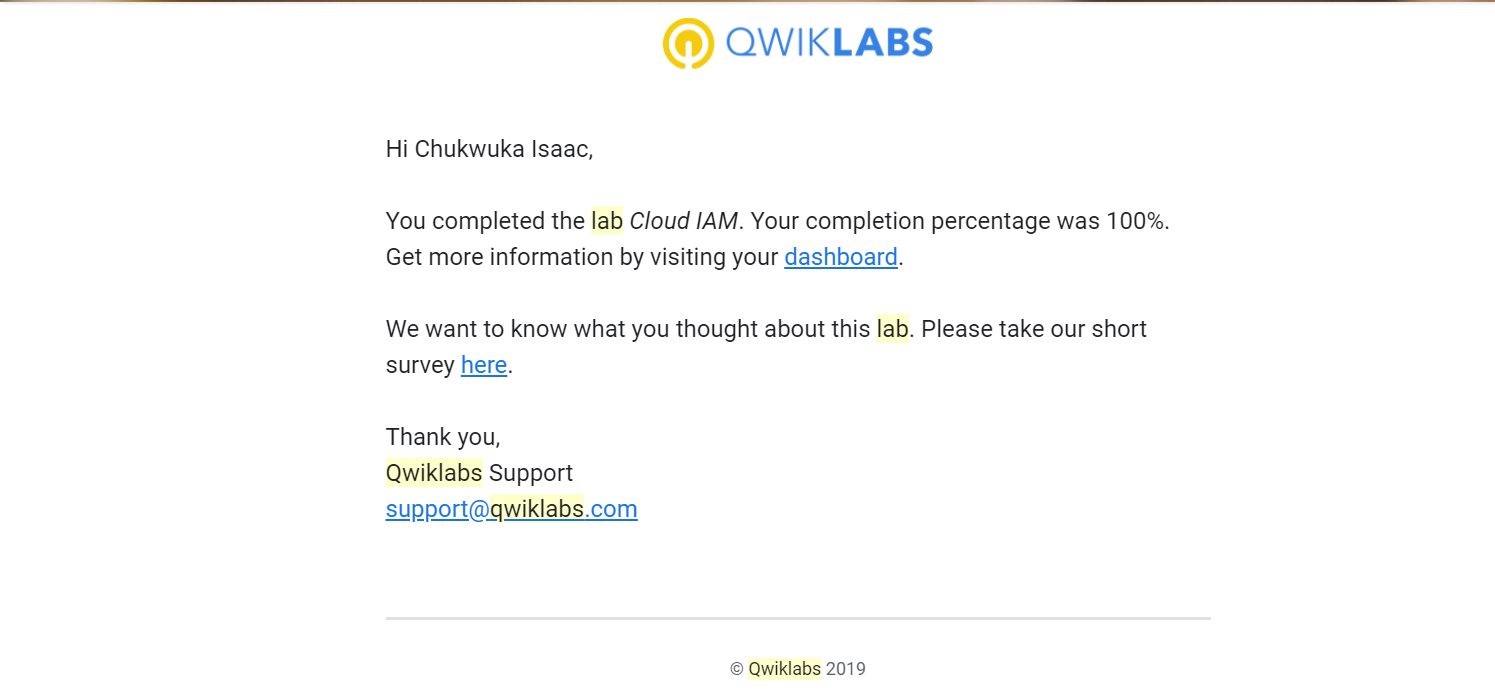 QWIKLABS
Hi Chukwuka Isaac,
You completed the lab Cloud IAM. Your completion percentage was 100%.
Get more information by visiting your dashboard.
We want to know what you thought about this lab. Please take our short
survey here.
Thank you,
Qwiklabs Support
support@qwiklabs.com
© Qwiklabs 2019